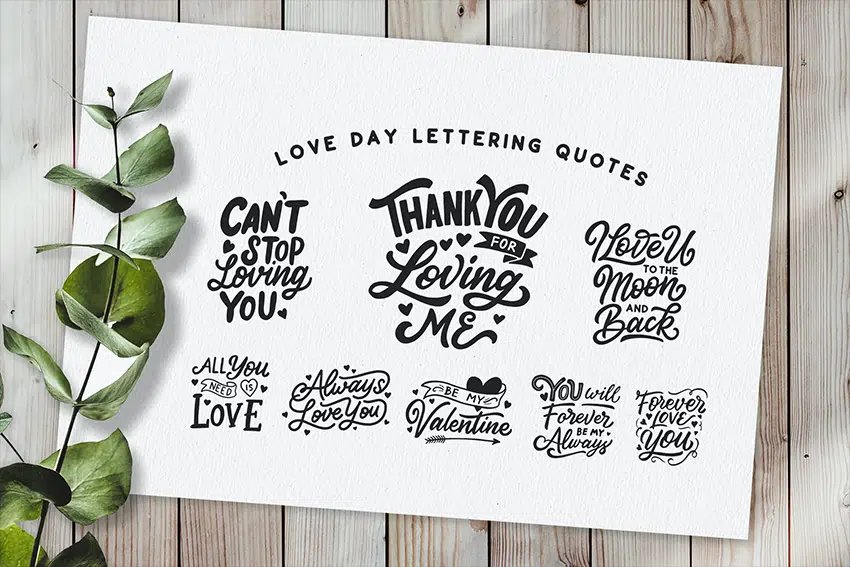 LOVE DAY LETTERING QUOTES
CAN'T
STOP
Loving
YOU
THANK YOU
FOR
Loving
ME
I Love U
TO THE
Moon
AND
Back
ALL YOU
NEED IS
LOVE
Always
Love You
BE MY
Valentine
YOU will
Forever
BE MY
Always
Forever
LOVE
You